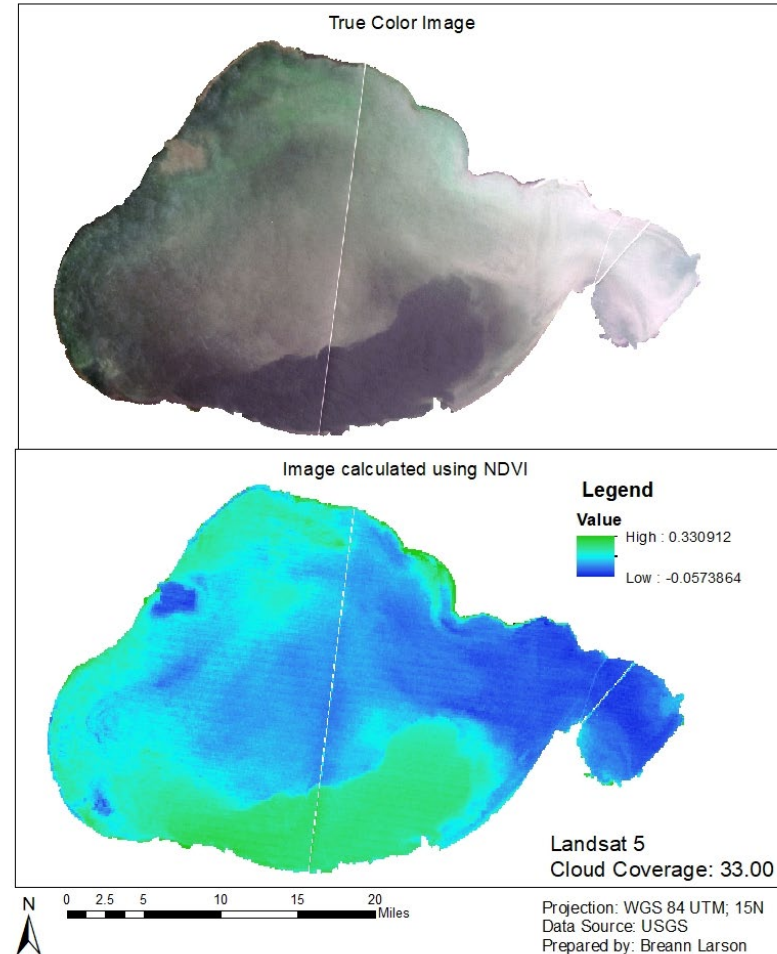 True Color Image
Image calculated using NDVI
Legend
Value
High : 0.330912
Low : -0.0573864
Landsat 5
Cloud Coverage: 33.00
N
0 2.5 5 10 15 20
Miles
Projection: WGS 84 UTM; 15N
Data Source: USGS
Prepared by: Breann Larson